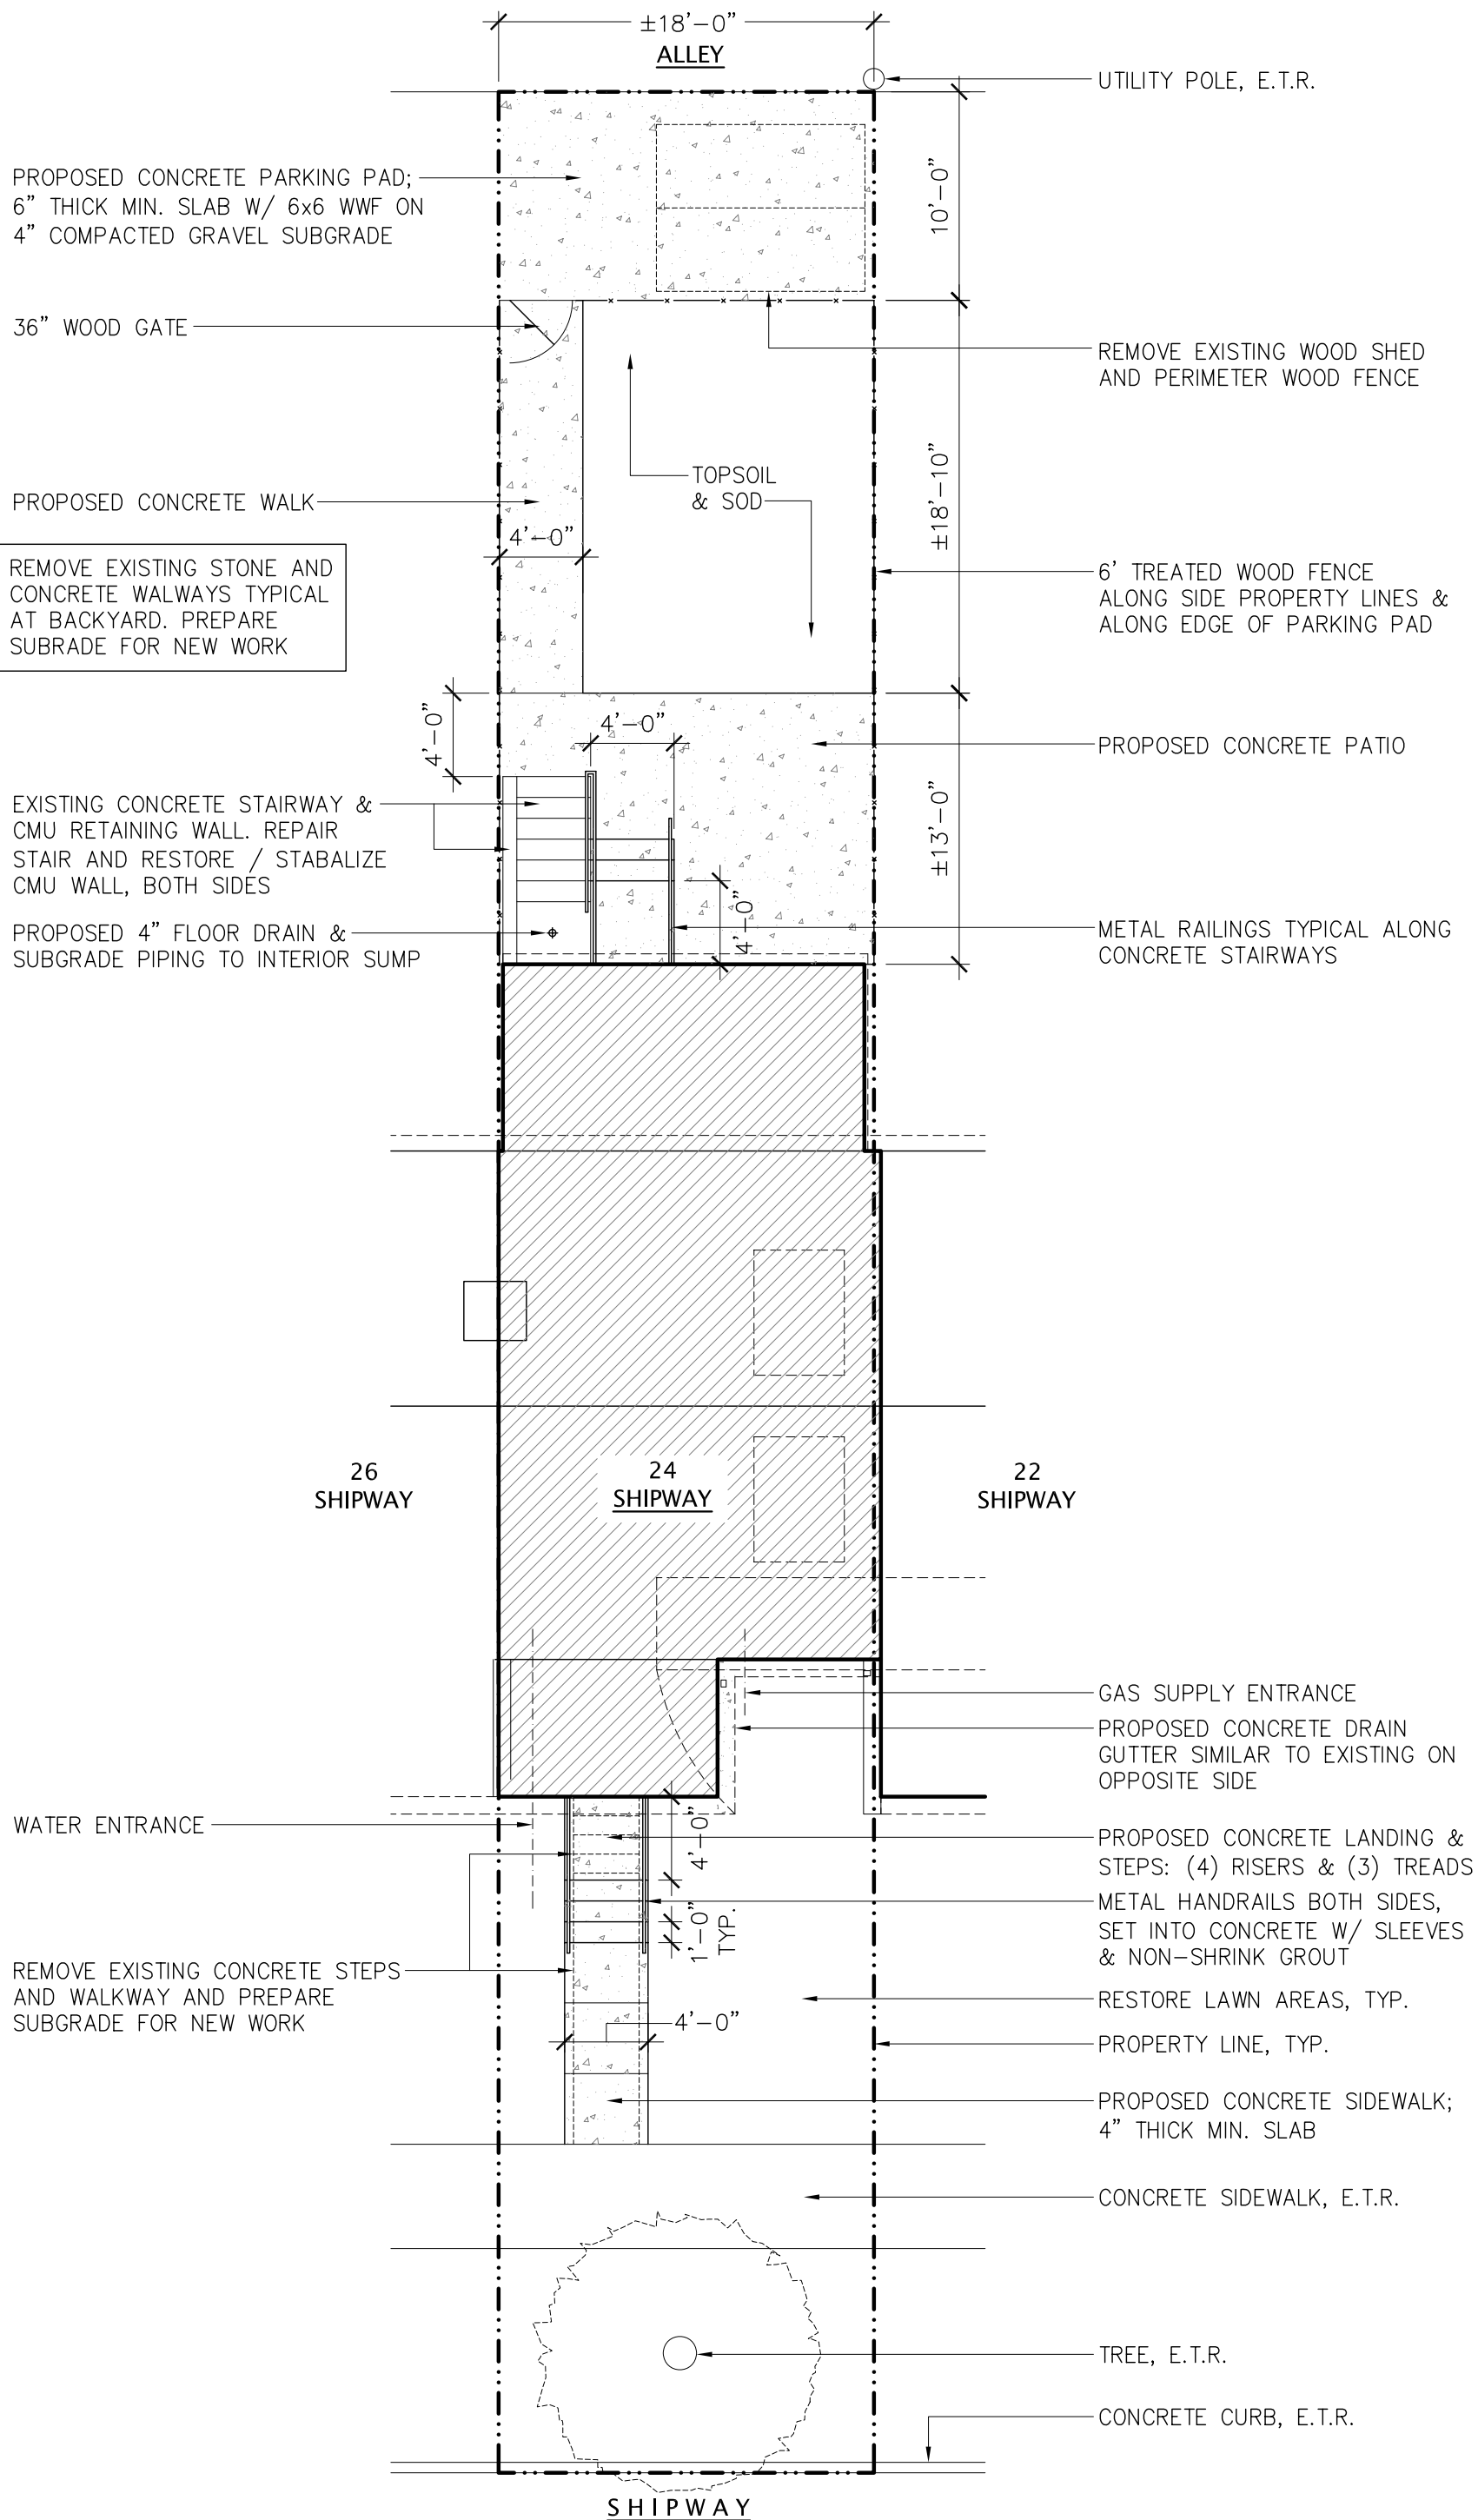 ±18'-0"
ALLEY
UTILITY POLE, E.T.R.
PROPOSED CONCRETE PARKING PAD;
6" THICK MIN. SLAB W/ 6x6 WWF ON
4" COMPACTED GRAVEL SUBGRADE
10'-0"
36" WOOD GATE
REMOVE EXISTING WOOD SHED
AND PERIMETER WOOD FENCE
TOPSOIL
& SOD
±18'-10"
PROPOSED CONCRETE WALK
4'-0"
REMOVE EXISTING STONE AND
CONCRETE WALWAYS TYPICAL
AT BACKYARD. PREPARE
SUBRADE FOR NEW WORK
6' TREATED WOOD FENCE
ALONG SIDE PROPERTY LINES &
ALONG EDGE OF PARKING PAD
4'-0"
4'-0"
PROPOSED CONCRETE PATIO
EXISTING CONCRETE STAIRWAY &
CMU RETAINING WALL. REPAIR
STAIR AND RESTORE / STABALIZE
CMU WALL, BOTH SIDES
±13'-0"
4'-0"
PROPOSED 4" FLOOR DRAIN &
SUBGRADE PIPING TO INTERIOR SUMP
METAL RAILINGS TYPICAL ALONG
CONCRETE STAIRWAYS
26
SHIPWAY
24
SHIPWAY
22
SHIPWAY
GAS SUPPLY ENTRANCE
PROPOSED CONCRETE DRAIN
GUTTER SIMILAR TO EXISTING ON
OPPOSITE SIDE
WATER ENTRANCE
4'-0"
PROPOSED CONCRETE LANDING &
STEPS: (4) RISERS & (3) TREADS
METAL HANDRAILS BOTH SIDES,
SET INTO CONCRETE W/ SLEEVES
& NON-SHRINK GROUT
1'-0"
TYP.
REMOVE EXISTING CONCRETE STEPS
AND WALKWAY AND PREPARE
SUBGRADE FOR NEW WORK
RESTORE LAWN AREAS, TYP.
4'-0"
PROPERTY LINE, TYP.
PROPOSED CONCRETE SIDEWALK;
4" THICK MIN. SLAB
CONCRETE SIDEWALK, E.T.R.
TREE, E.T.R.
CONCRETE CURB, E.T.R.
SHIPWAY